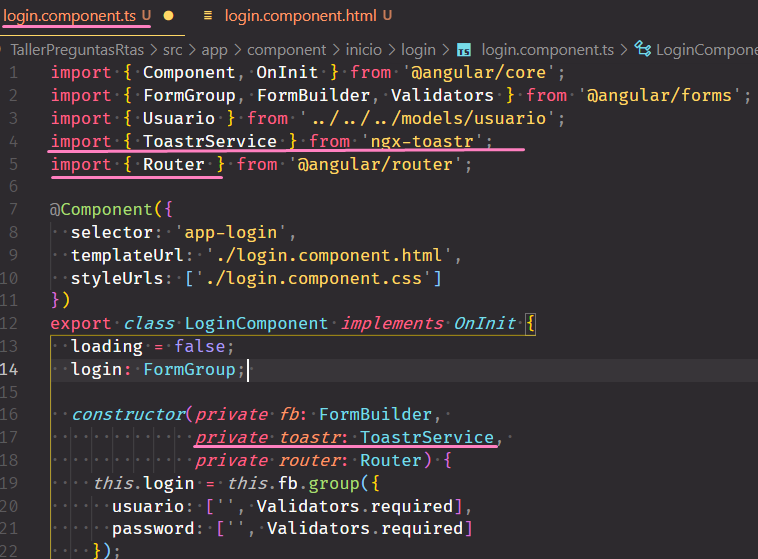 login.component.ts U ● login.component.html U
TallerPreguntasRtas > src > app > component > inicio > login > TS login.component.ts > LoginCompone
1 import { Component, OnInit } from '@angular/core';
2 import { FormGroup, FormBuilder, Validators } from '@angular/forms';
3 import { Usuario } from '../../../models/usuario';
4 import { ToastrService } from 'ngx-toastr';
5 import { Router } from '@angular/router';
6
7 @Component({
8 selector: 'app-login',
9 templateUrl: './login.component.html',
10 styleUrls: ['./login.component.css']
11 })
12 export class LoginComponent implements OnInit {
13 loading = false;
14 login: FormGroup;
15
16 constructor(private fb: FormBuilder,
17 private toastr: ToastrService,
18 private router: Router) {
19 this.login = this.fb.group({
20 usuario: ['', Validators.required],
21 password: ['', Validators.required]
22 });